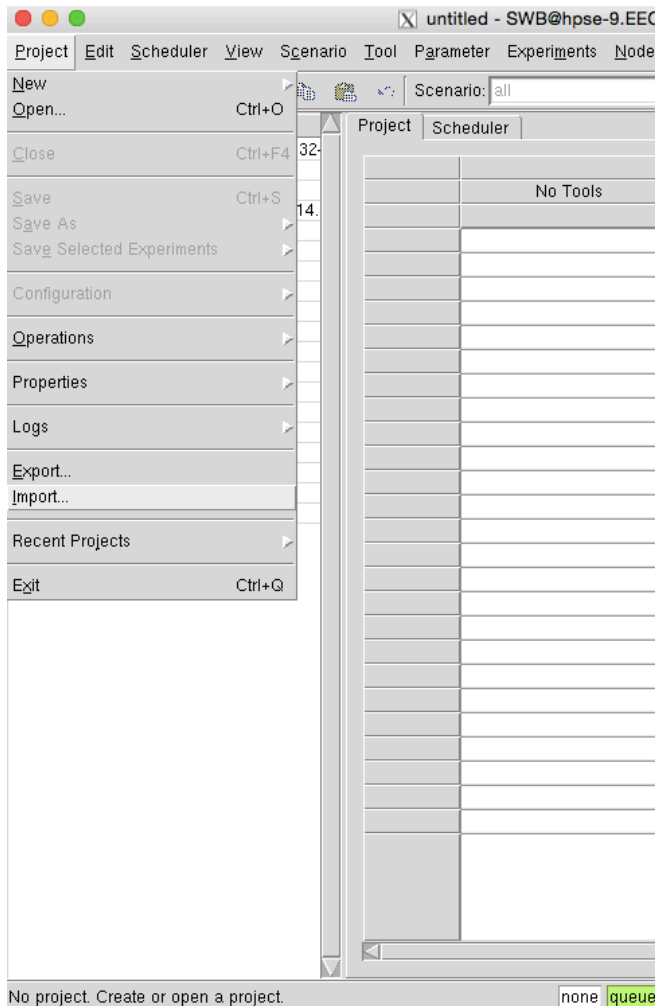 untitled - SWB@hpse-9.EEC
Project Edit Scheduler View Scenario Tool Parameter Experiments Node
New
Open... Ctrl+O
Scenario: all
Close Ctrl+F4
32-
Project Scheduler
Save Ctrl+S
14.
No Tools
Save As
Save Selected Experiments
Configuration
Operations
Properties
Logs
Export...
Import...
Recent Projects
Exit Ctrl+Q
No project. Create or open a project.
none queue